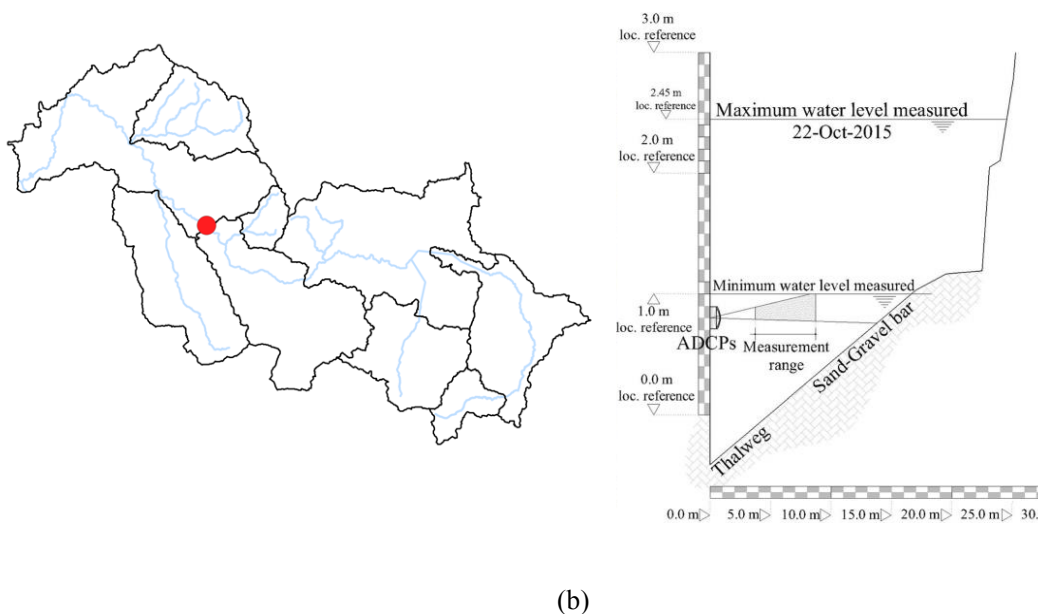 3.0 m
loc. reference
2.45 m
loc. reference
Maximum water level measured
22-Oct-2015
2.0 m
loc. reference
Minimum water level measured
1.0 m
loc. reference
ADCPs
Measurement
range
Sand-Gravel bar
0.0 m
loc. reference
Thalweg
0.0 m 5.0 m 10.0 m 15.0 m 20.0 m 25.0 m 30.
(b)